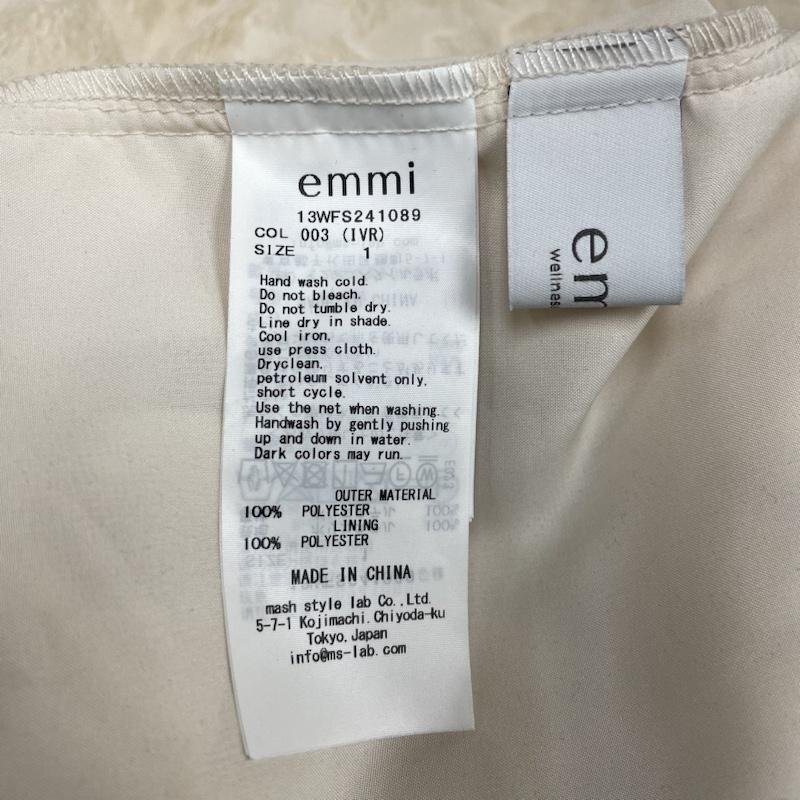 emmi
13WFS241089
COL 003 (IVR)
SIZE 1
Hand wash cold.
Do not bleach.
Do not tumble dry.
Line dry in shade.
Cool iron.
use press cloth.
Dryclean.
petroleum solvent only.
short cycle.
Use the net when washing.
Handwash by gently pushing
up and down in water.
Dark colors may run.
OUTER MATERIAL
100% POLYESTER
LINING
100% POLYESTER
MADE IN CHINA
mash style lab Co.,Ltd.
5-7-1 Kojimachi.Chiyoda-ku
Tokyo,Japan
info@ms-lab.com
em
wellnes